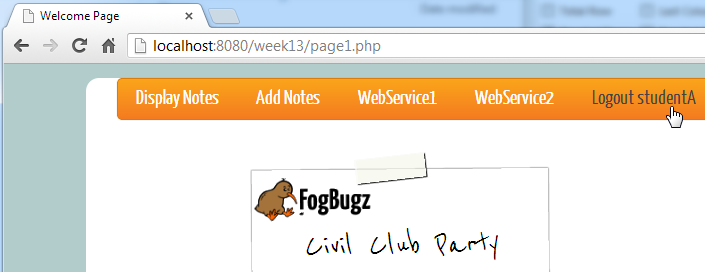 Welcome Page
localhost:8080/week13/page1.php
Display Notes Add Notes WebService1 WebService2 Logout studentA
FogBugz
Civil Club Party